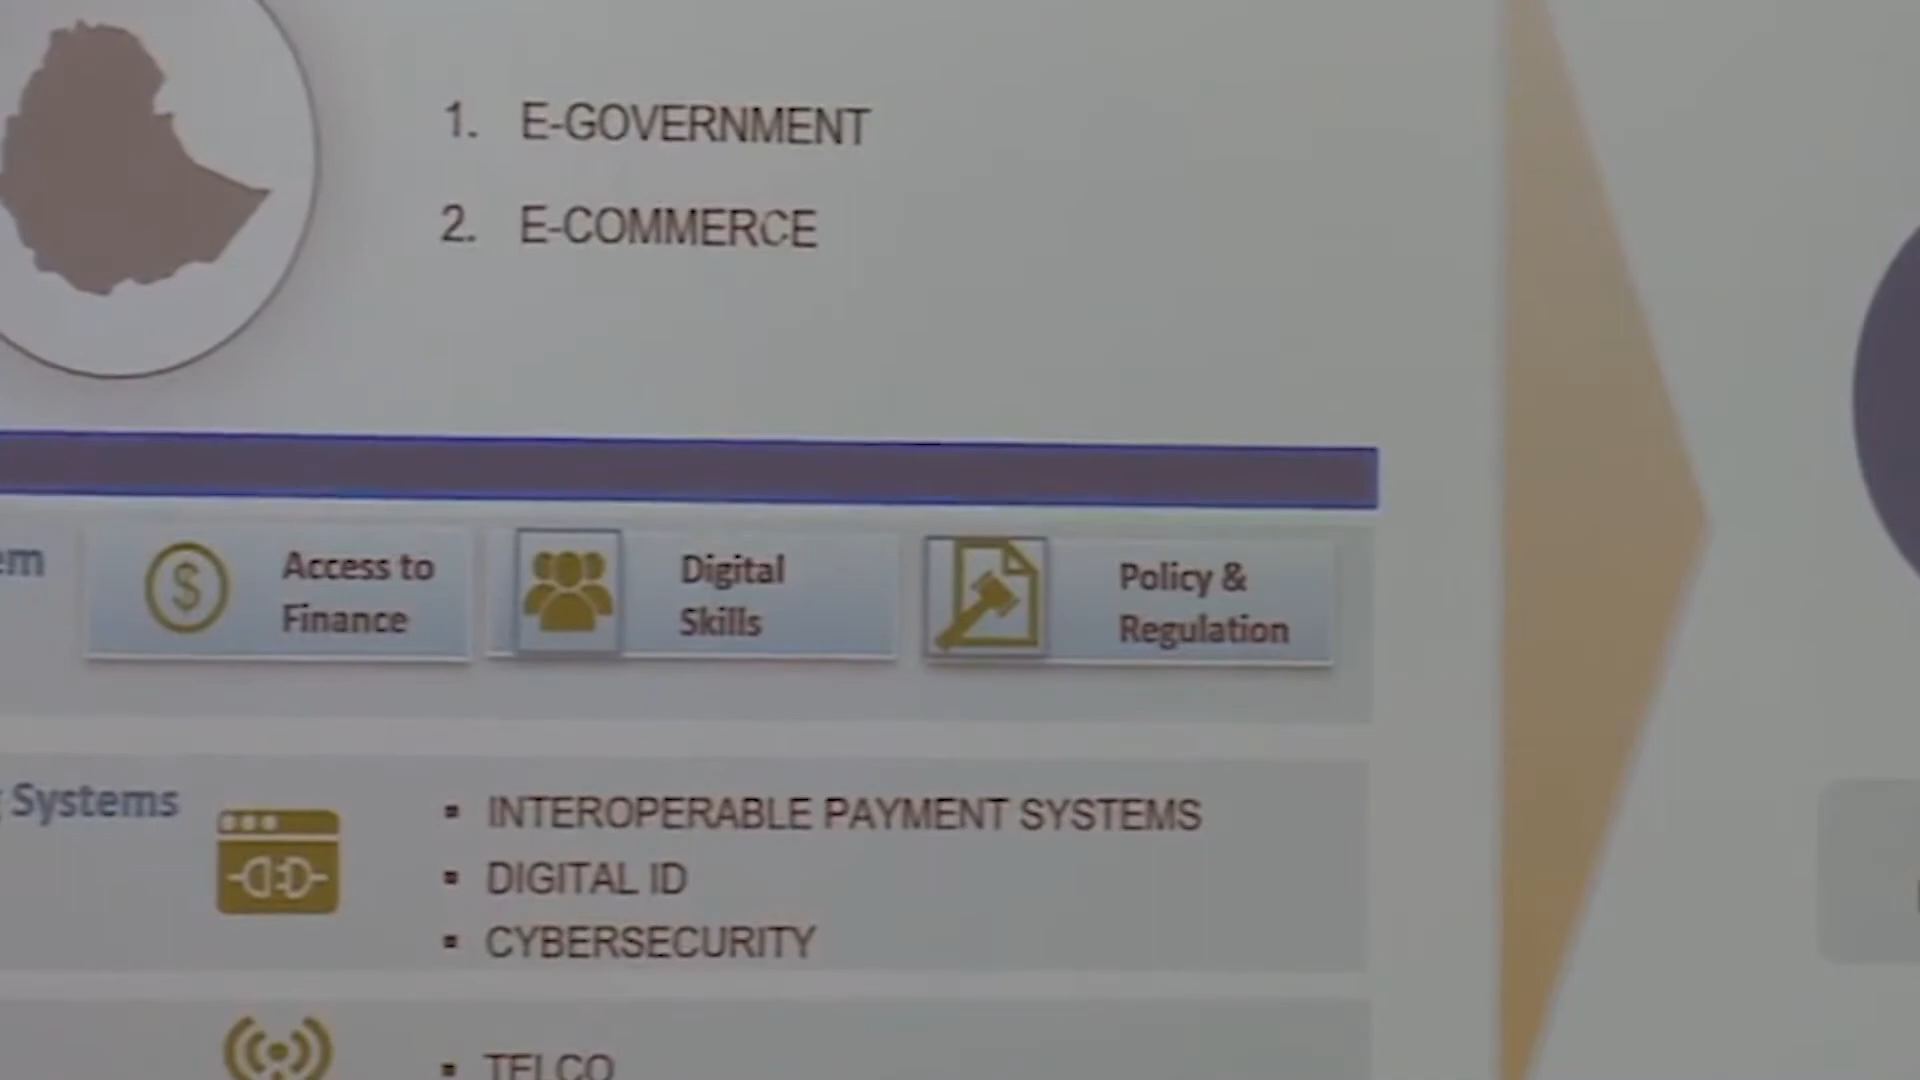 1. E-GOVERNMENT
2. E-COMMERCE
em
Access to
Finance
Digital
Skills
Policy &
Regulation
Systems
▪ INTEROPERABLE PAYMENT SYSTEMS
▪ DIGITAL ID
▪ CYBERSECURITY
▪ TELCO